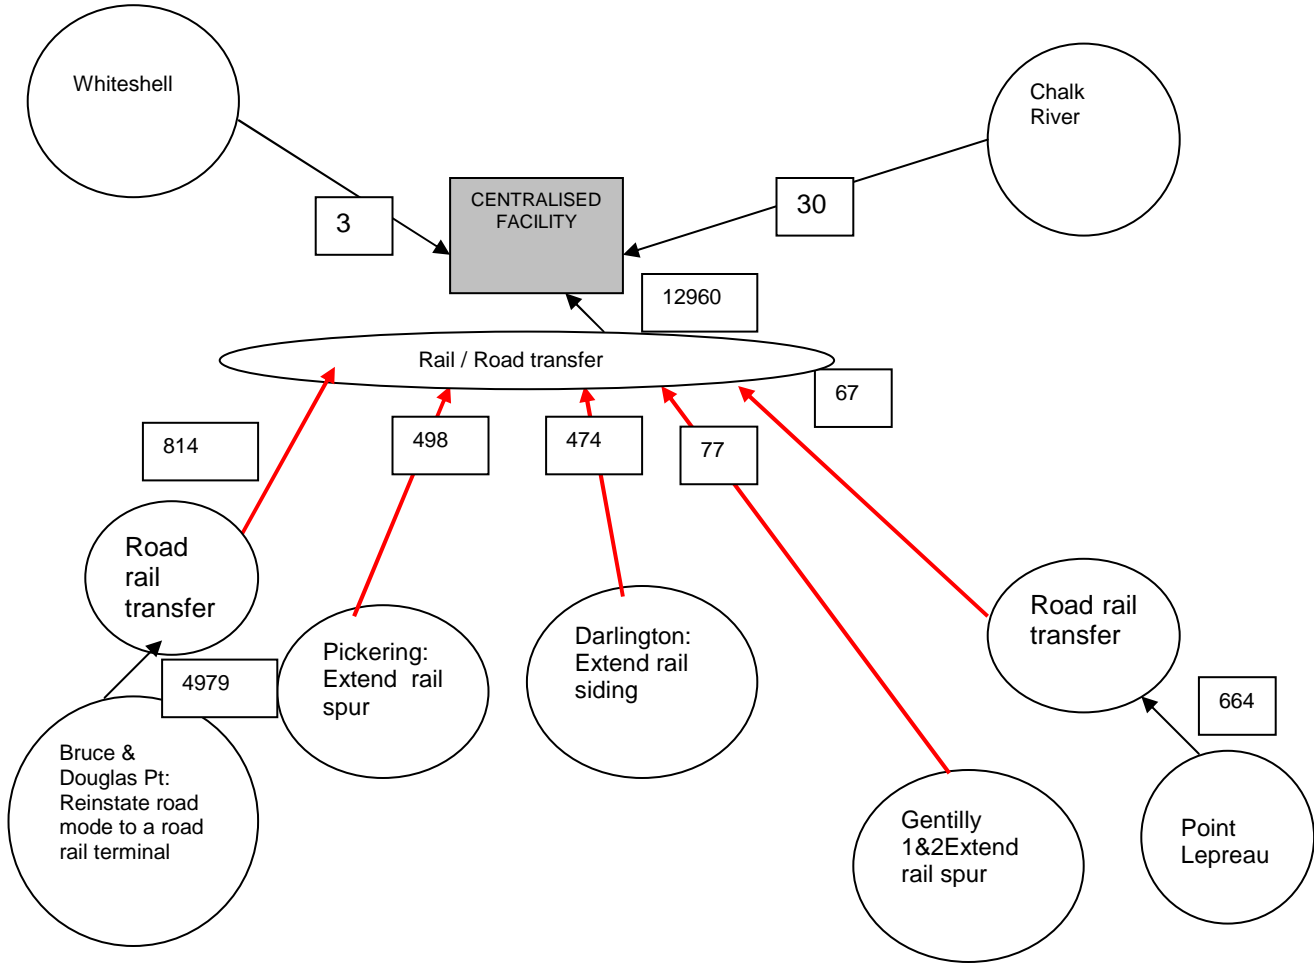 Whiteshell
Chalk
River
CENTRALISED
FACILITY
3
30
12960
Rail / Road transfer
67
814
498
474
77
Road
rail
transfer
Pickering:
Extend rail
spur
Darlington:
Extend rail
siding
Road rail
transfer
4979
664
Bruce &
Douglas Pt:
Reinstate road
mode to a road
rail terminal
Gentilly
1&2Extend
rail spur
Point
Lepreau